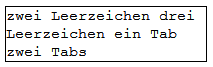 zwei Leerzeichen drei
Leerzeichen ein Tab
zwei Tabs